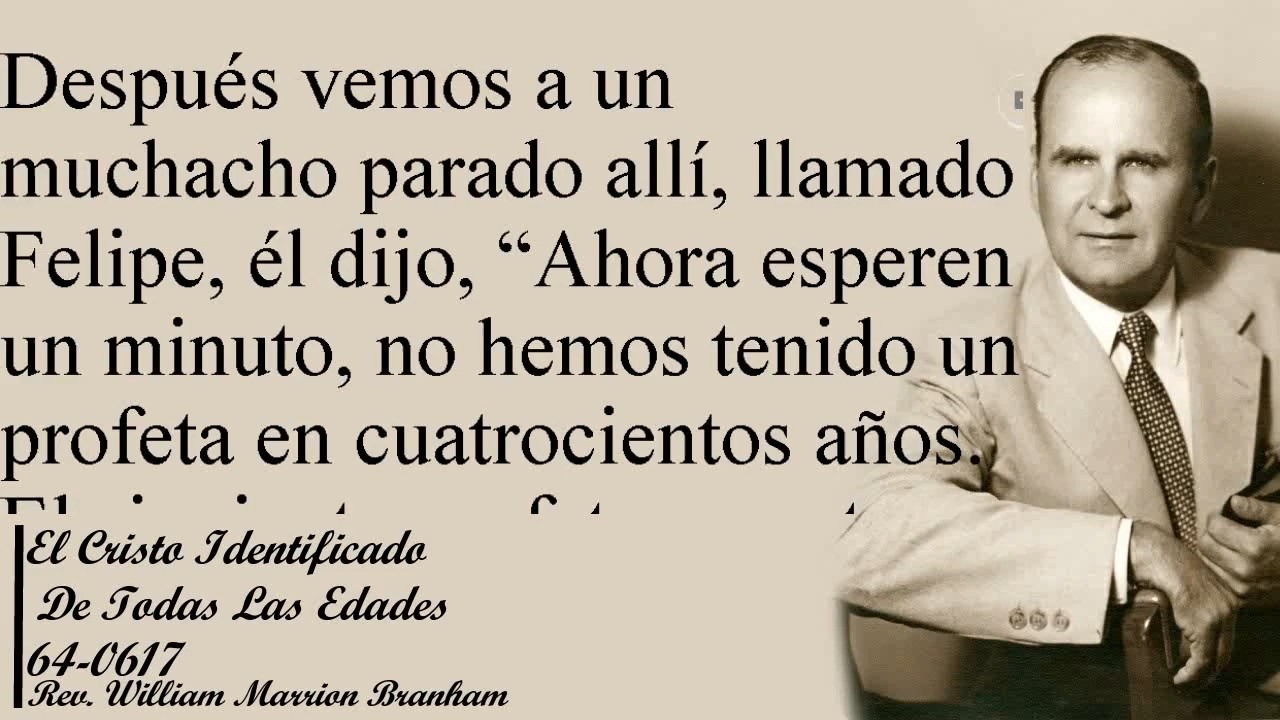 Después vemos a un
muchacho parado allí, llamado
Felipe, él dijo, “Ahora esperen
un minuto, no hemos tenido un
profeta en cuatrocientos años.
El Cristo Identificado
De Todas Las Edades
64-0617
Rev. William Marrion Branham